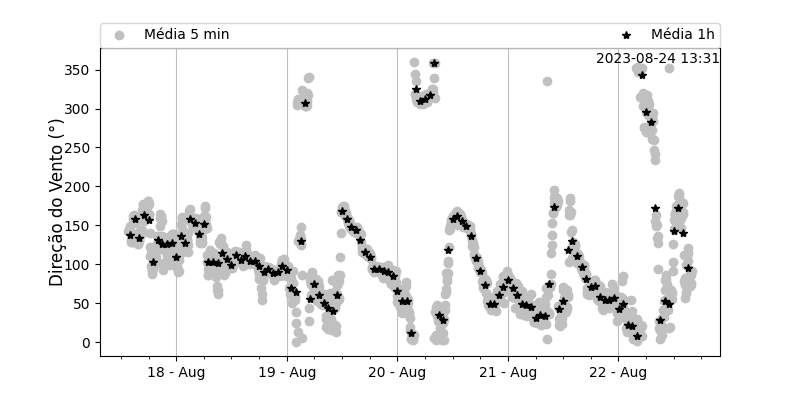 Média 5 min
Média 1h
2023-08-24 13:31
Direção do Vento (°)
350
300
250
200
150
100
50
0
18 - Aug
19 - Aug
20 - Aug
21 - Aug
22 - Aug